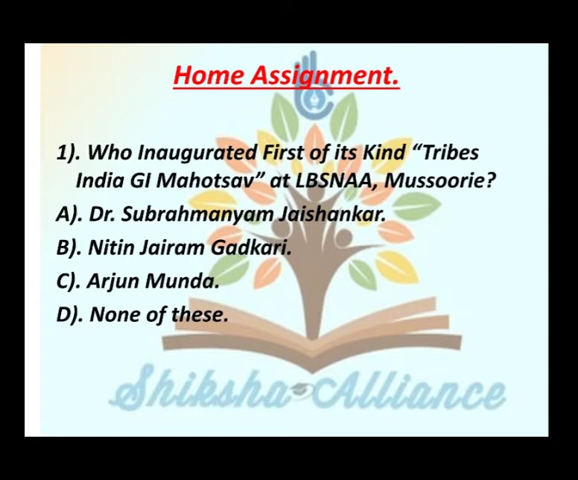 Home Assignment.
1). Who Inaugurated First of its Kind “Tribes
India GI Mahotsav” at LBSNAA, Mussoorie?
A). Dr. Subrahmanyam Jaishankar.
B). Nitin Jairam Gadkari.
C). Arjun Munda.
D). None of these.
Shiksha Alliance